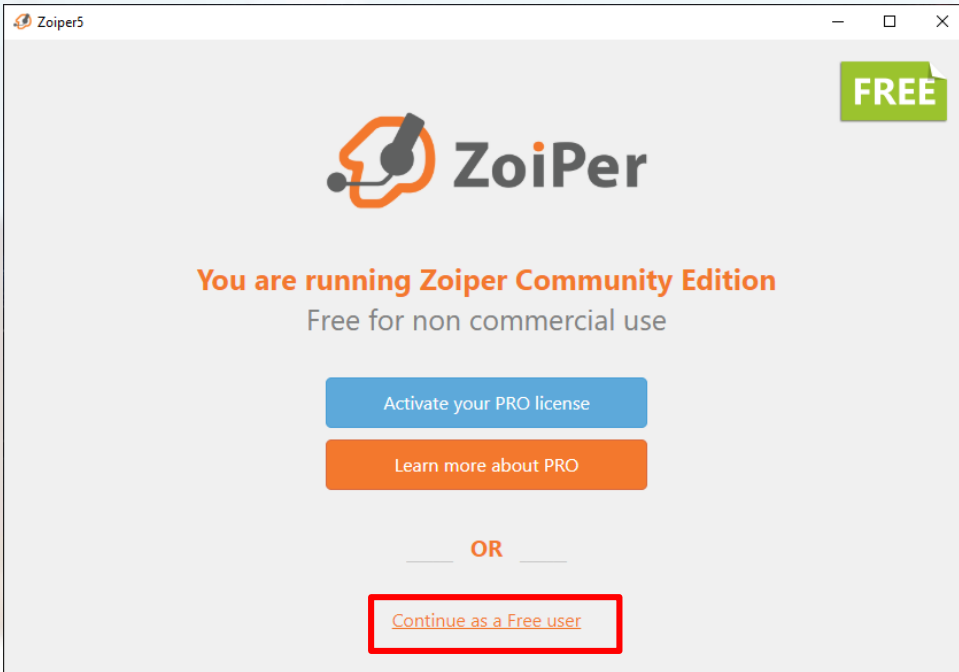 Zoiper5
FREE
ZoiPer
You are running Zoiper Community Edition
Free for non commercial use
Activate your PRO license
Learn more about PRO
OR
Continue as a Free user